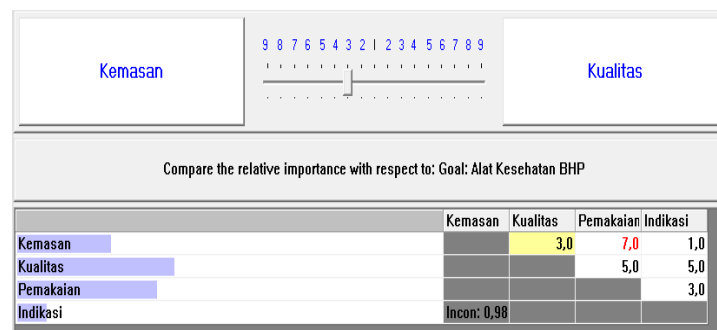 9 8 7 6 5 4 3 2 | 2 3 4 5 6 7 8 9
Kemasan
Kualitas
Compare the relative importance with respect to: Goal: Alat Kesehatan BHP
Kemasan Kualitas Pemakaian Indikasi
Kemasan 3,0 7,0 1,0
Kualitas 5,0 5,0
Pemakaian 3,0
Indikasi Incon: 0,98